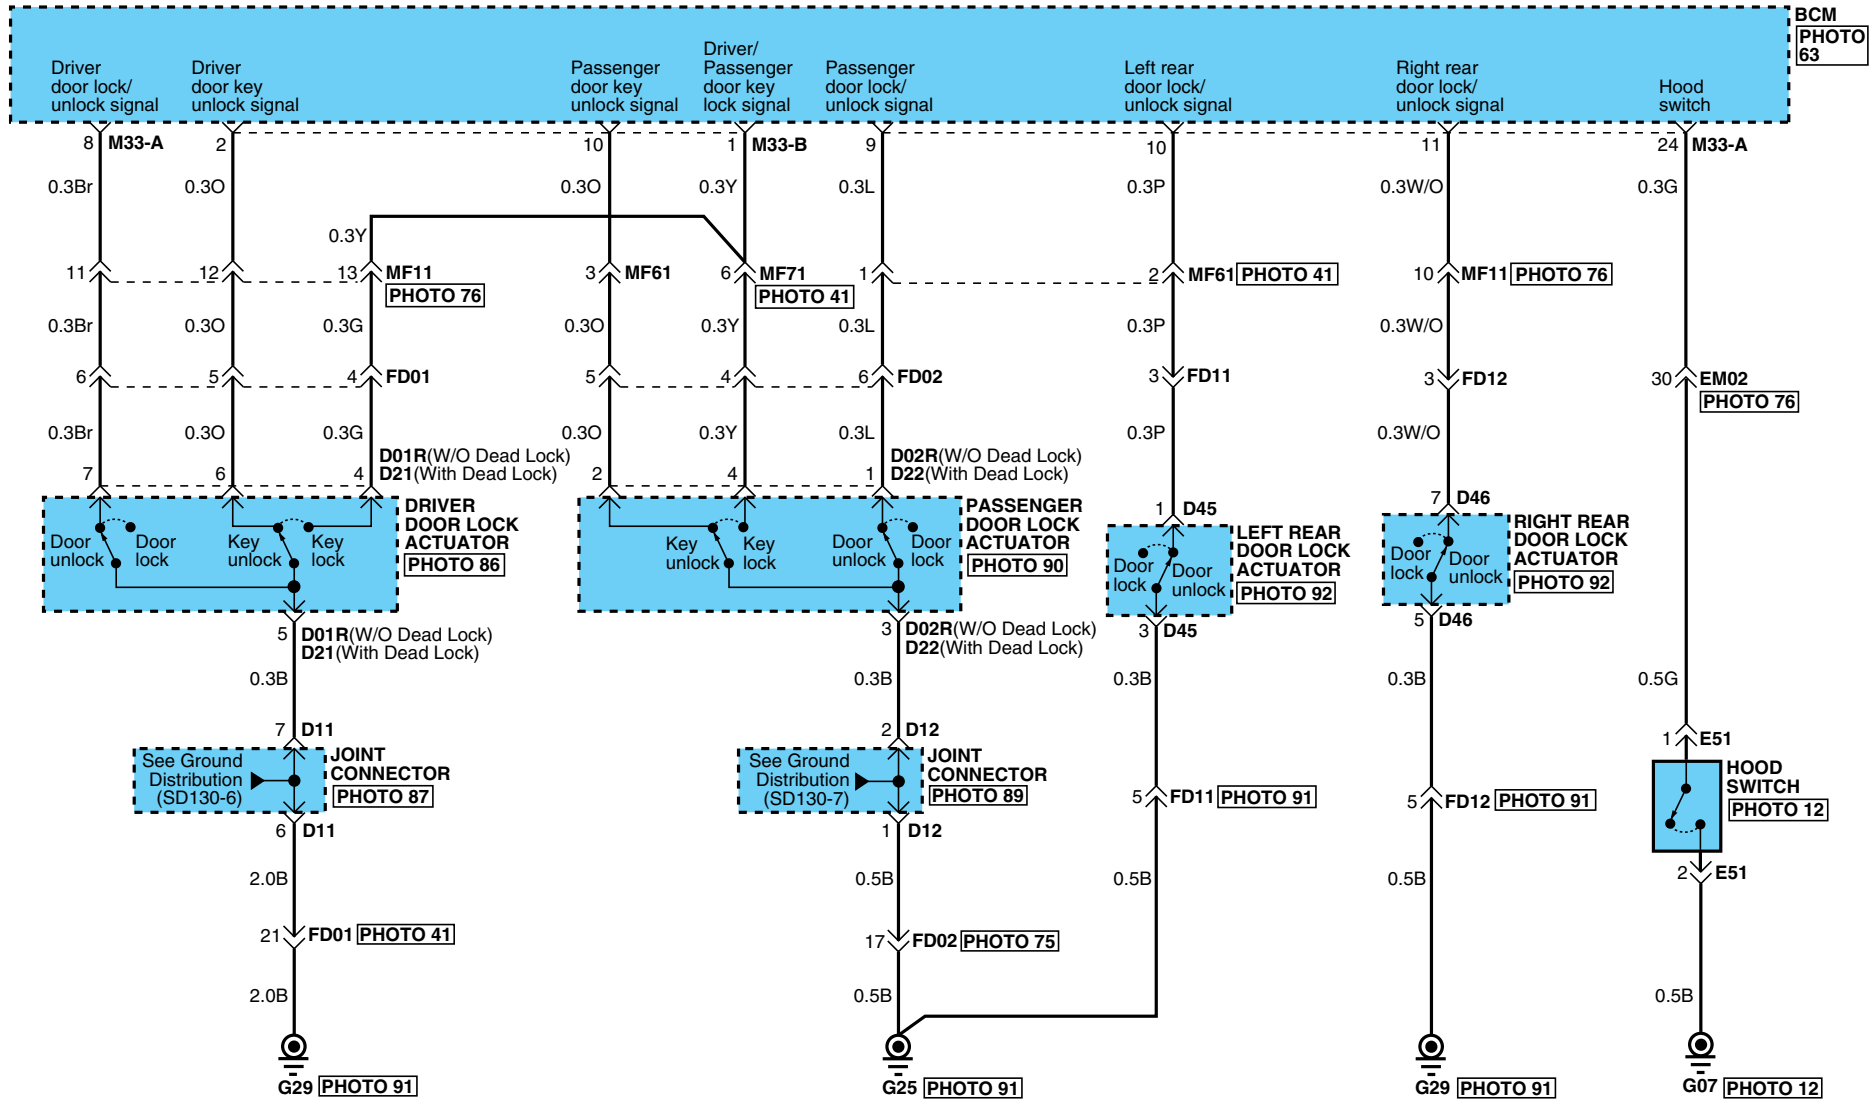 BCM
PHOTO
63
Driver
door lock/
unlock signal
Driver
door key
unlock signal
Passenger
door key
unlock signal
Driver/
Passenger
door key
lock signal
Passenger
door lock/
unlock signal
Left rear
door lock/
unlock signal
Right rear
door lock/
unlock signal
Hood
switch
8 M33-A
2
10
1 M33-B
9
10
11
24 M33-A
0.3Br
0.3O
0.3O
0.3Y
0.3L
0.3P
0.3W/O
0.3G
0.3Y
11
12
13 MF11
PHOTO 76
3 MF61
6 MF71
PHOTO 41
1
2 MF61 PHOTO 41
10 MF11 PHOTO 76
0.3Br
0.3O
0.3G
0.3O
0.3Y
0.3L
0.3P
0.3W/O
6
5
4 FD01
5
4
6 FD02
3 FD11
3 FD12
30 EM02
PHOTO 76
0.3Br
0.3O
0.3G
0.3O
0.3Y
0.3L
0.3P
0.3W/O
D01R(W/O Dead Lock)
D21(With Dead Lock)
D02R(W/O Dead Lock)
D22(With Dead Lock)
7
6
4
2
4
1
1 D45
7 D46
DRIVER
DOOR LOCK
ACTUATOR
PHOTO 86
Door
unlock
Door
lock
Key
unlock
Key
lock
PASSENGER
DOOR LOCK
ACTUATOR
PHOTO 90
Key
unlock
Key
lock
Door
unlock
Door
lock
LEFT REAR
DOOR LOCK
ACTUATOR
PHOTO 92
Door
lock
Door
unlock
RIGHT REAR
DOOR LOCK
ACTUATOR
PHOTO 92
Door
lock
Door
unlock
5 D01R(W/O Dead Lock)
D21(With Dead Lock)
3 D02R(W/O Dead Lock)
D22(With Dead Lock)
3 D45
5 D46
0.3B
0.3B
0.3B
0.3B
0.5G
7 D11
2 D12
1 E51
See Ground
Distribution
(SD130-6)
JOINT
CONNECTOR
PHOTO 87
See Ground
Distribution
(SD130-7)
JOINT
CONNECTOR
PHOTO 89
5 FD11 PHOTO 91
5 FD12 PHOTO 91
HOOD
SWITCH
PHOTO 12
6 D11
1 D12
2 E51
2.0B
0.5B
0.5B
0.5B
21 FD01 PHOTO 41
17 FD02 PHOTO 75
2.0B
0.5B
0.5B
G29 PHOTO 91
G25 PHOTO 91
G29 PHOTO 91
G07 PHOTO 12